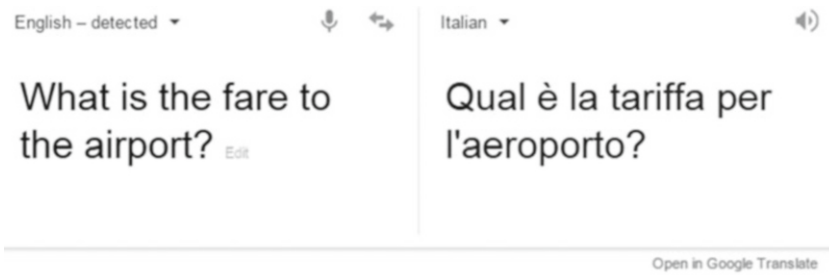 English – detected
Italian
What is the fare to
the airport? Edit
Qual è la tariffa per
l'aeroporto?
Open in Google Translate